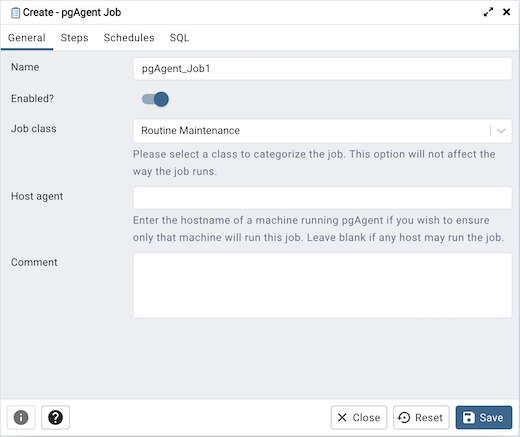 Create - pgAgent Job
General Steps Schedules SQL
Name pgAgent_Job1
Enabled?
Job class Routine Maintenance
Please select a class to categorize the job. This option will not affect the
way the job runs.
Host agent
Enter the hostname of a machine running pgAgent if you wish to ensure
only that machine will run this job. Leave blank if any host may run the job.
Comment
Close Reset Save